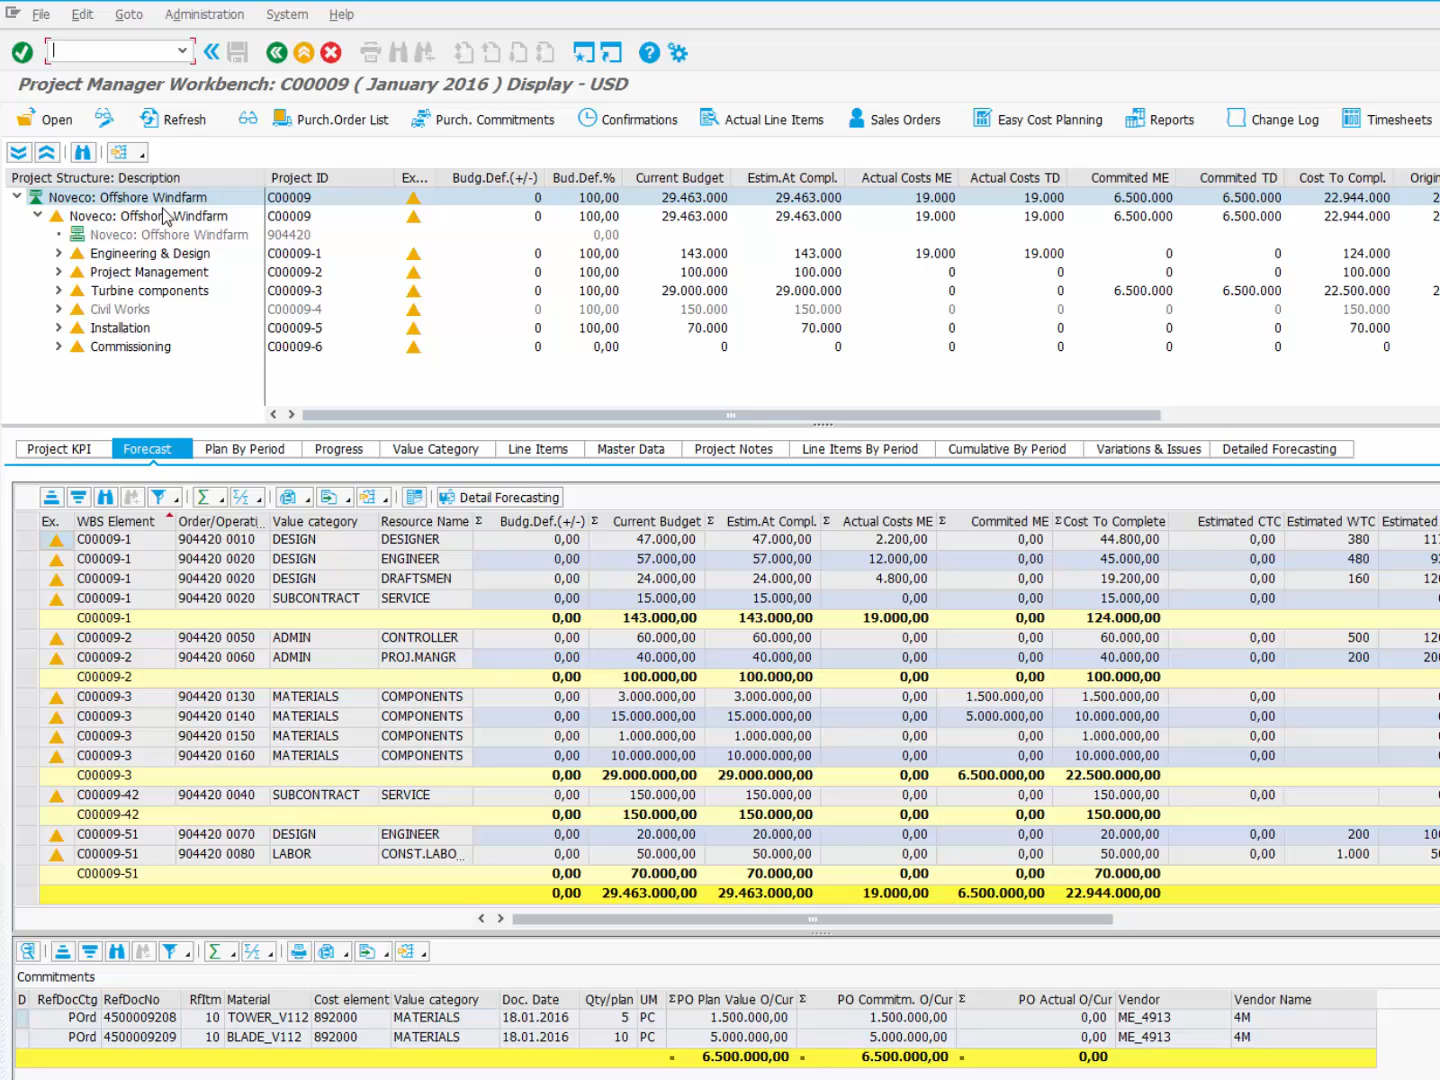 File Edit Goto Administration System Help
Project Manager Workbench: C00009 ( January 2016 ) Display - USD
Open Refresh Purch.Order List Purch. Commitments Confirmations Actual Line Items Sales Orders Easy Cost Planning Reports Change Log Timesheets
Project Structure: Description Project ID Ex... Budg.Def.(+/-) Bud.Def.% Current Budget Estim.At Compl. Actual Costs ME Actual Costs TD Commited ME Commited TD Cost To Compl. Origin
Noveco: Offshore Windfarm C00009 0 100,00 29.463.000 29.463.000 19.000 19.000 6.500.000 6.500.000 22.944.000 2
Noveco: Offshore Windfarm C00009 0 100,00 29.463.000 29.463.000 19.000 19.000 6.500.000 6.500.000 22.944.000 2
Noveco: Offshore Windfarm 904420 0,00
Engineering & Design C00009-1 0 100,00 143.000 143.000 19.000 19.000 0 0 124.000
Project Management C00009-2 0 100,00 100.000 100.000 0 0 0 0 100.000
Turbine components C00009-3 0 100,00 29.000.000 29.000.000 0 0 6.500.000 6.500.000 22.500.000 2
Civil Works C00009-4 0 100,00 150.000 150.000 0 0 0 0 150.000
Installation C00009-5 0 100,00 70.000 70.000 0 0 0 0 70.000
Commissioning C00009-6 0 0,00 0 0 0 0 0 0 0
Project KPI Forecast Plan By Period Progress Value Category Line Items Master Data Project Notes Line Items By Period Cumulative By Period Variations & Issues Detailed Forecasting
Detail Forecasting
Ex. WBS Element Order/Operati.. Value category Resource Name Σ Budg.Def.(+/-) Σ Current Budget Σ Estim.At Compl. Σ Actual Costs ME Σ Commited ME Σ Cost To Complete Estimated CTC Estimated WTC Estimated
C00009-1 904420 0010 DESIGN DESIGNER 0,00 47.000,00 47.000,00 2.200,00 0,00 44.800,00 0,00 380 11
C00009-1 904420 0020 DESIGN ENGINEER 0,00 57.000,00 57.000,00 12.000,00 0,00 45.000,00 0,00 480 9
C00009-1 904420 0020 DESIGN DRAFTSMEN 0,00 24.000,00 24.000,00 4.800,00 0,00 19.200,00 0,00 160 12
C00009-1 904420 0020 SUBCONTRACT SERVICE 0,00 15.000,00 15.000,00 0,00 0,00 15.000,00 0,00
C00009-1 0,00 143.000,00 143.000,00 19.000,00 0,00 124.000,00
C00009-2 904420 0050 ADMIN CONTROLLER 0,00 60.000,00 60.000,00 0,00 0,00 60.000,00 0,00 500 12
C00009-2 904420 0060 ADMIN PROJ.MANGR 0,00 40.000,00 40.000,00 0,00 0,00 40.000,00 0,00 200 20
C00009-2 0,00 100.000,00 100.000,00 0,00 0,00 100.000,00
C00009-3 904420 0130 MATERIALS COMPONENTS 0,00 3.000.000,00 3.000.000,00 0,00 1.500.000,00 1.500.000,00 0,00
C00009-3 904420 0140 MATERIALS COMPONENTS 0,00 15.000.000,00 15.000.000,00 0,00 5.000.000,00 10.000.000,00 0,00
C00009-3 904420 0150 MATERIALS COMPONENTS 0,00 1.000.000,00 1.000.000,00 0,00 0,00 1.000.000,00 0,00
C00009-3 904420 0160 MATERIALS COMPONENTS 0,00 10.000.000,00 10.000.000,00 0,00 0,00 10.000.000,00 0,00
C00009-3 0,00 29.000.000,00 29.000.000,00 0,00 6.500.000,00 22.500.000,00
C00009-42 904420 0040 SUBCONTRACT SERVICE 0,00 150.000,00 150.000,00 0,00 0,00 150.000,00 0,00
C00009-42 0,00 150.000,00 150.000,00 0,00 0,00 150.000,00
C00009-51 904420 0070 DESIGN ENGINEER 0,00 20.000,00 20.000,00 0,00 0,00 20.000,00 0,00 200 10
C00009-51 904420 0080 LABOR CONST.LABO... 0,00 50.000,00 50.000,00 0,00 0,00 50.000,00 0,00 1.000 5
C00009-51 0,00 70.000,00 70.000,00 0,00 0,00 70.000,00
0,00 29.463.000,00 29.463.000,00 19.000,00 6.500.000,00 22.944.000,00
Commitments
D RefDocCtg RefDocNo RfItm Material Cost element Value category Doc. Date Qty/plan UM Σ PO Plan Value O/Cur Σ PO Commitm. O/Cur Σ PO Actual O/Cur Vendor Vendor Name
POrd 4500009208 10 TOWER_V112 892000 MATERIALS 18.01.2016 5 PC 1.500.000,00 1.500.000,00 0,00 ME_4913 4M
POrd 4500009209 10 BLADE_V112 892000 MATERIALS 18.01.2016 10 PC 5.000.000,00 5.000.000,00 0,00 ME_4913 4M
6.500.000,00 6.500.000,00 0,00